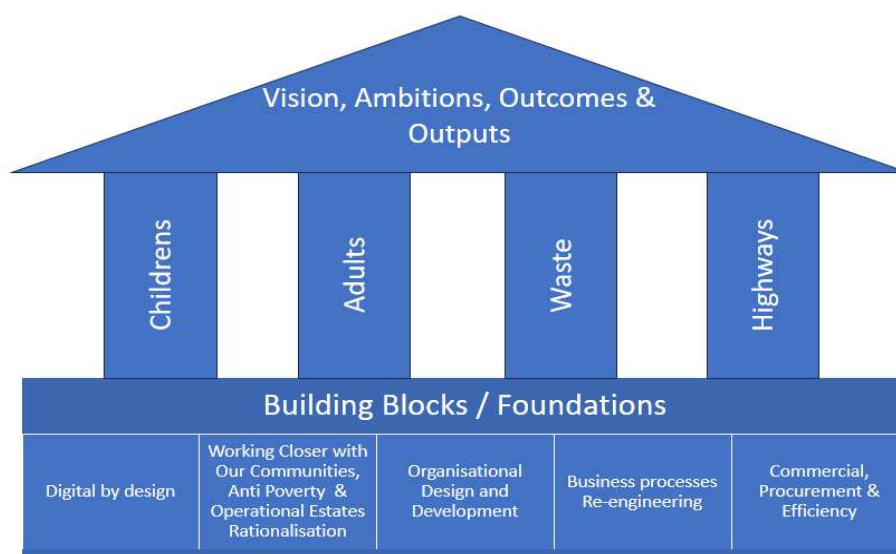 Vision, Ambitions, Outcomes &
Outputs
Childrens
Adults
Waste
Highways
Building Blocks / Foundations
Digital by design
Working Closer with
Our Communities,
Anti Poverty &
Operational Estates
Rationalisation
Organisational
Design and
Development
Business processes
Re-engineering
Commercial,
Procurement &
Efficiency